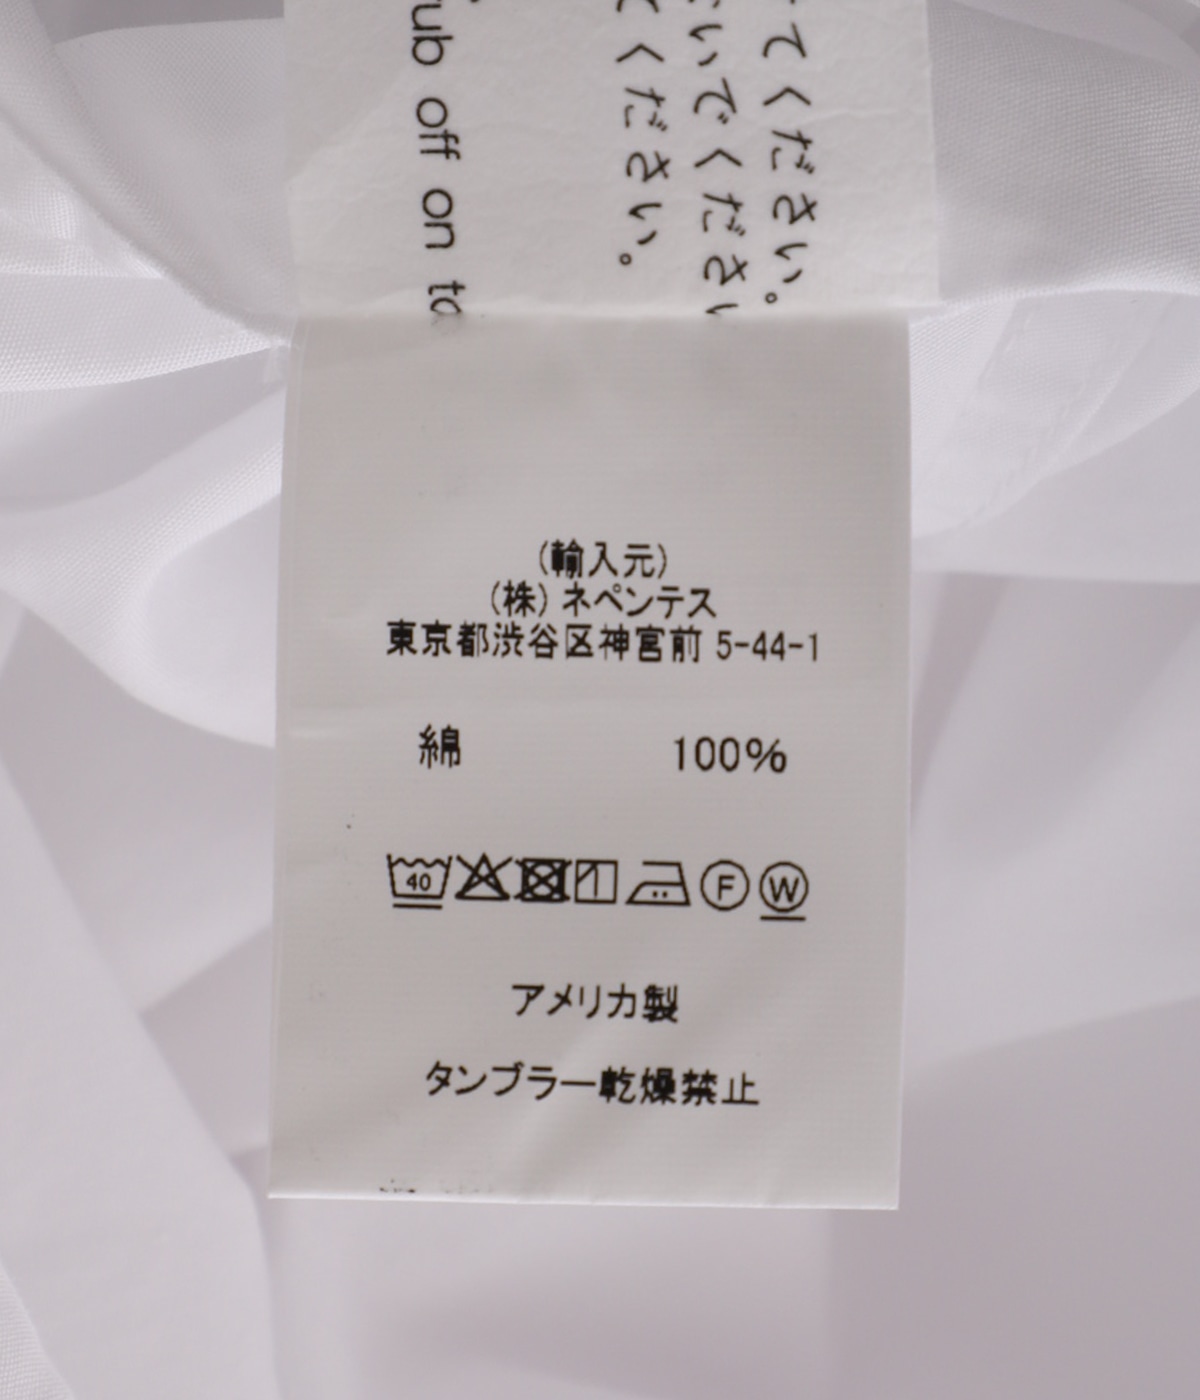 てください。
いでください
てください。
rub off on to
(輸入元)
(株) ネペンテス
東京都渋谷区神宮前 5-44-1
綿 100%
40 F W
アメリカ製
タンブラー乾燥禁止